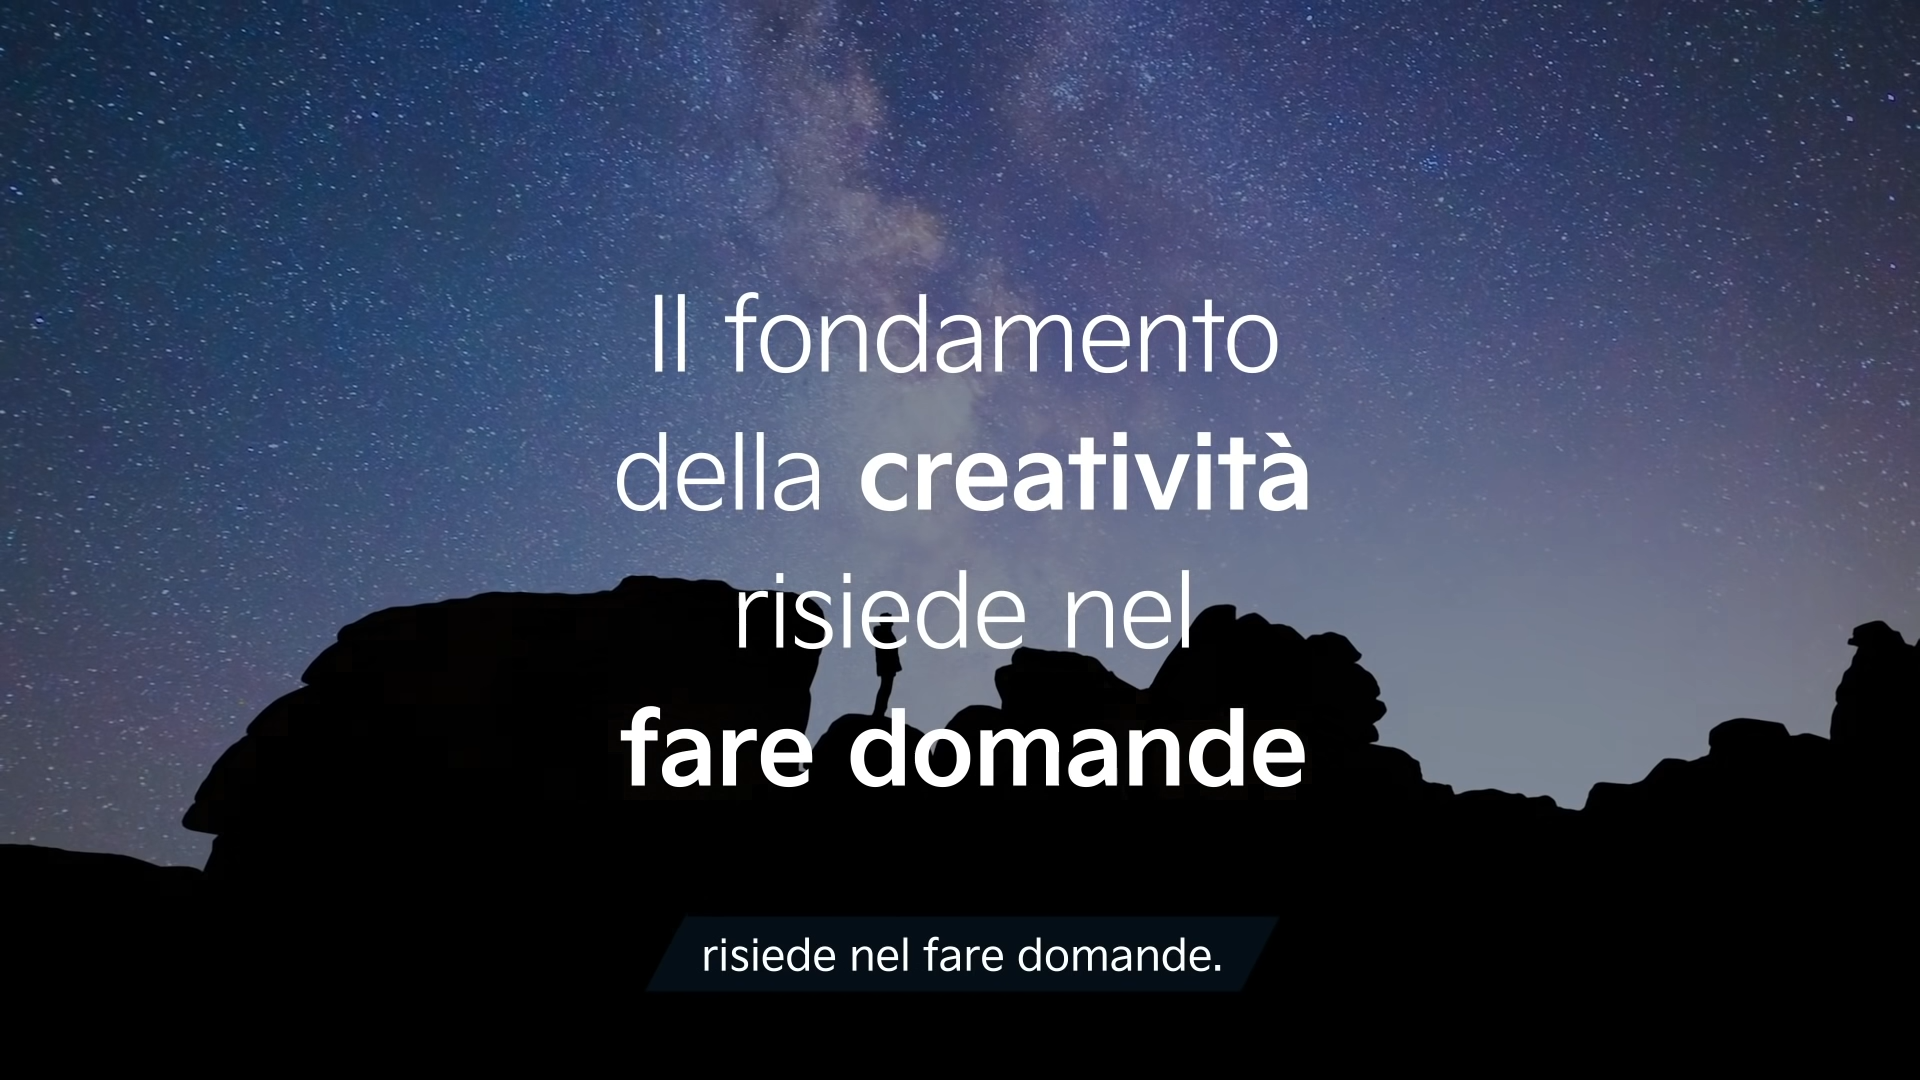 Il fondamento
della creatività
risiede nel
fare domande
risiede nel fare domande.